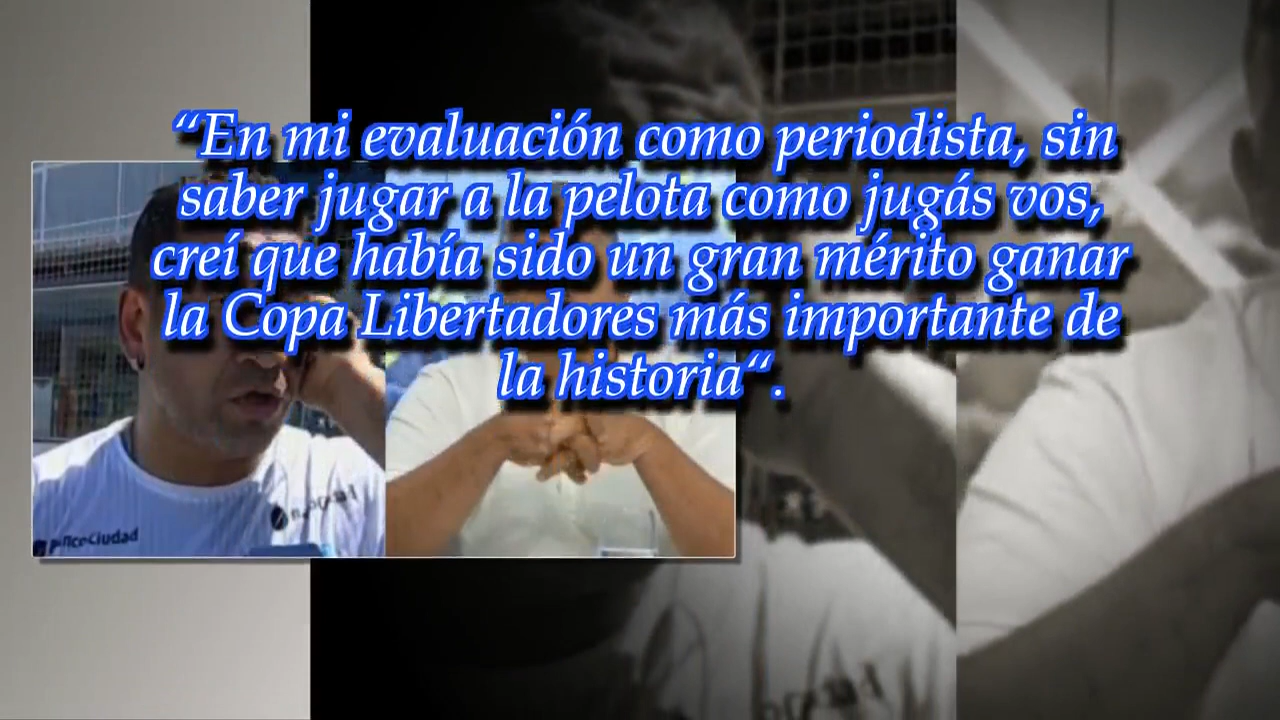 “En mi evaluación como periodista, sin
saber jugar a la pelota como jugás vos,
creí que había sido un gran mérito ganar
la Copa Libertadores más importante de
la historia“.